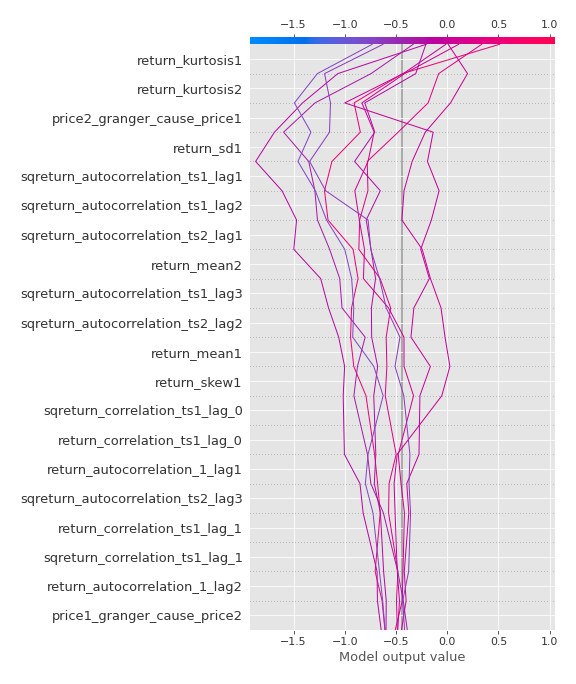 −1.5 −1.0 −0.5 0.0 0.5 1.0
return_kurtosis1
return_kurtosis2
price2_granger_cause_price1
return_sd1
sqreturn_autocorrelation_ts1_lag1
sqreturn_autocorrelation_ts1_lag2
sqreturn_autocorrelation_ts2_lag1
return_mean2
sqreturn_autocorrelation_ts1_lag3
sqreturn_autocorrelation_ts2_lag2
return_mean1
return_skew1
sqreturn_correlation_ts1_lag_0
return_correlation_ts1_lag_0
return_autocorrelation_1_lag1
sqreturn_autocorrelation_ts2_lag3
return_correlation_ts1_lag_1
sqreturn_correlation_ts1_lag_1
return_autocorrelation_1_lag2
price1_granger_cause_price2
−1.5 −1.0 −0.5 0.0 0.5 1.0
Model output value